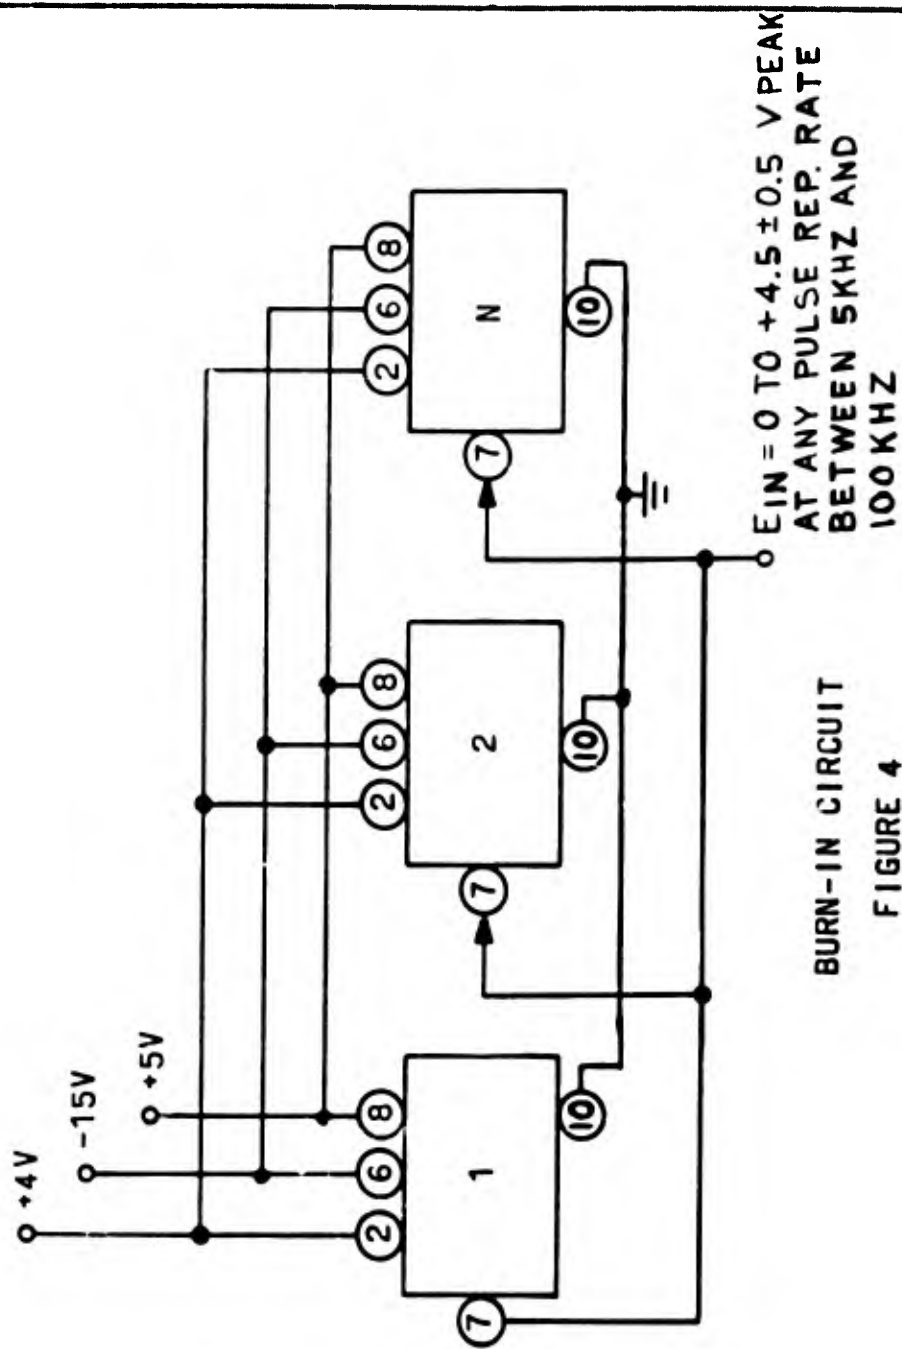 +4V
-15V
+5V
2 6 8
2 6 8
2 6 8
7 1
7 2
7 N
10
10
10
EIN = 0 TO +4.5 ± 0.5 V PEAK
AT ANY PULSE REP. RATE
BETWEEN 5KHZ AND
100KHZ
BURN-IN CIRCUIT
FIGURE 4